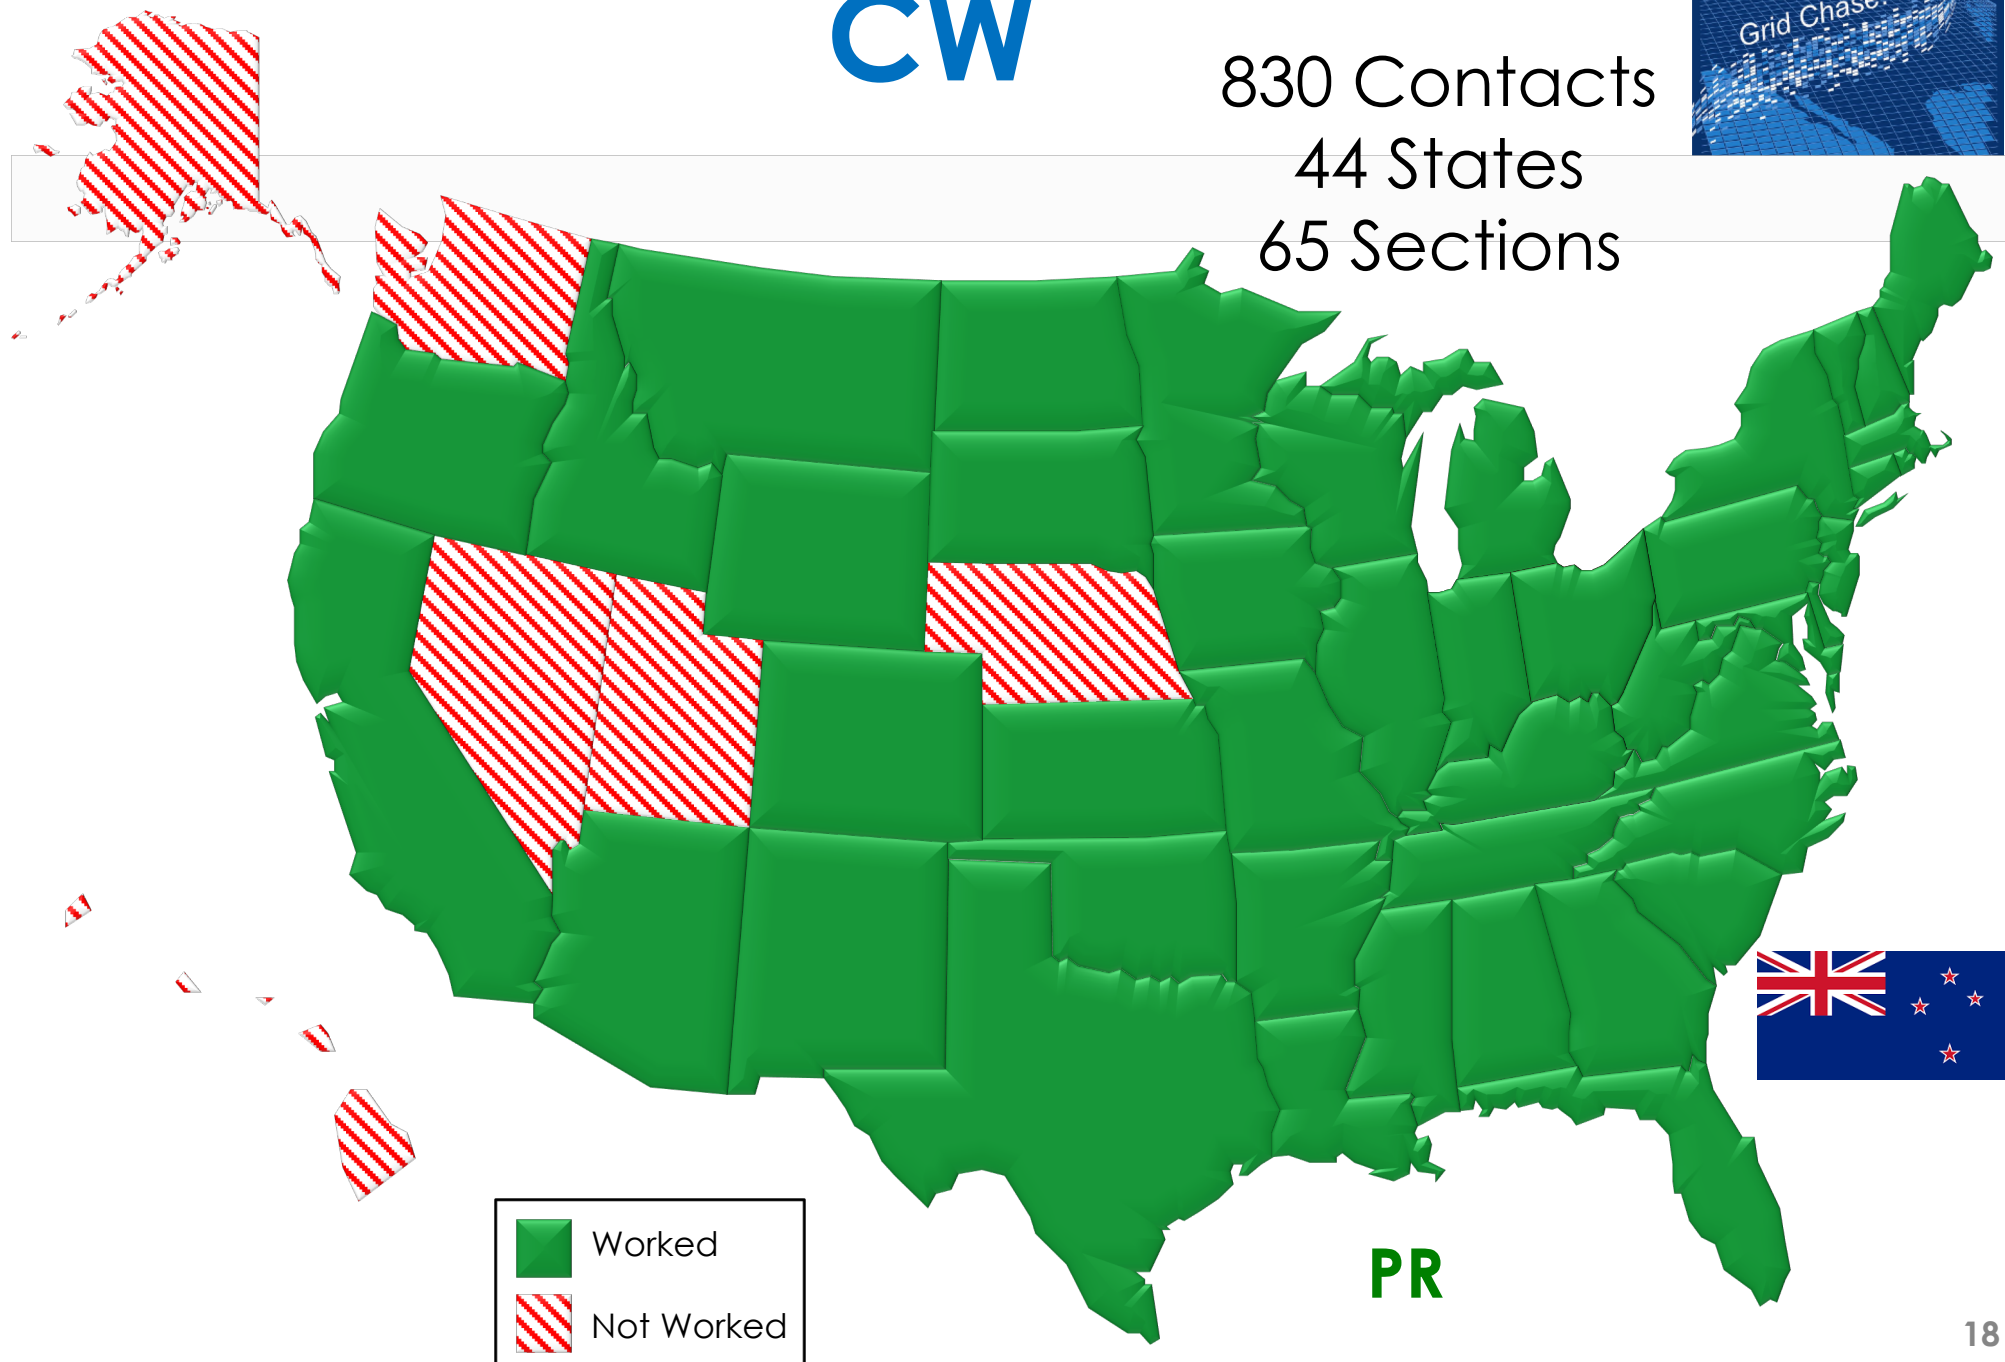 CW
Grid Chase
830 Contacts
44 States
65 Sections
Worked
Not Worked
PR
18